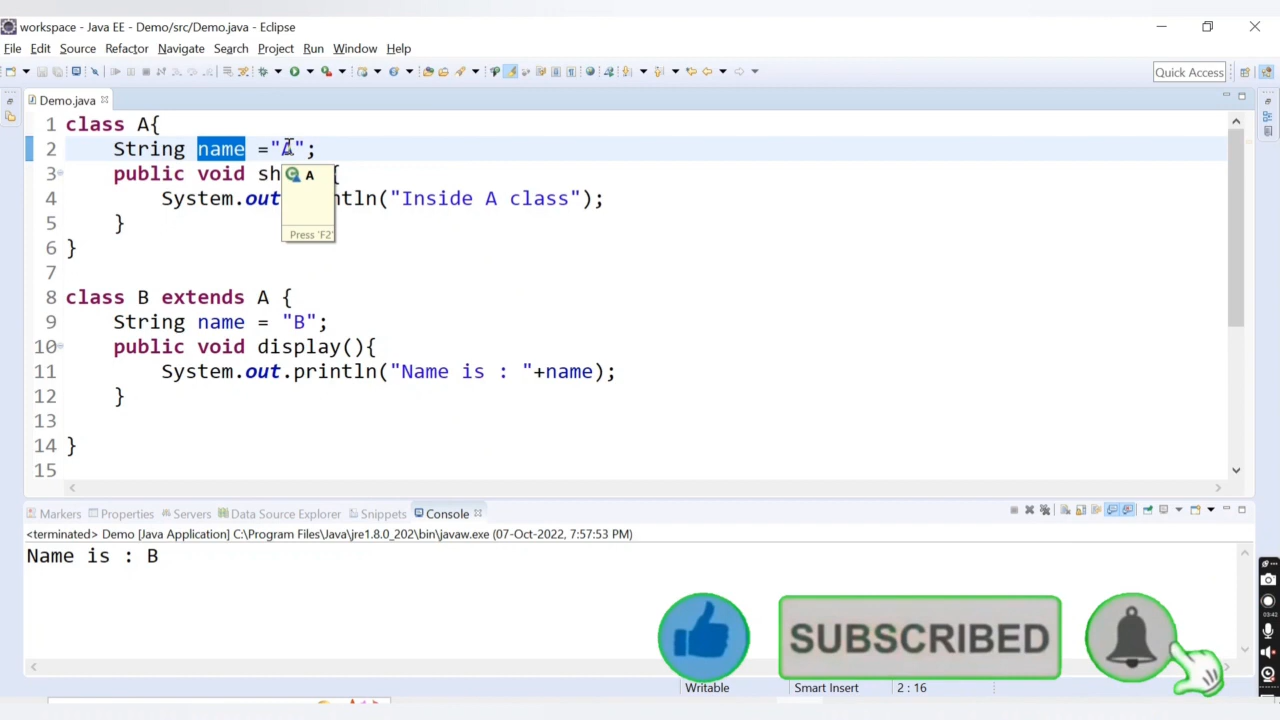 workspace - Java EE - Demo/src/Demo.java - Eclipse
File Edit Source Refactor Navigate Search Project Run Window Help
Quick Access
Demo.java
1 class A{
2 String name ="A";
3 public void sh {
4 System.out ntln("Inside A class");
5 }
6 }
7
8 class B extends A {
9 String name = "B";
10 public void display(){
11 System.out.println("Name is : "+name);
12 }
13
14 }
15
A
Press 'F2'
Markers Properties Servers Data Source Explorer Snippets Console
<terminated> Demo [Java Application] C:\Program Files\Java\jre1.8.0_202\bin\javaw.exe (07-Oct-2022, 7:57:53 PM)
Name is : B
SUBSCRIBED
03:42
Writable Smart Insert 2 : 16